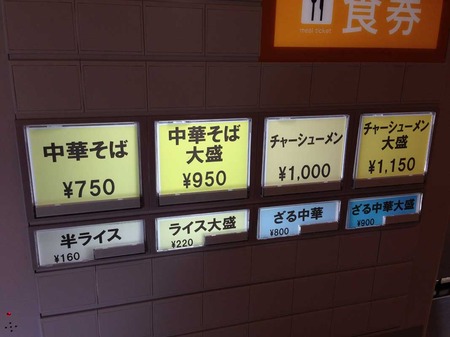 食券
meal ticket
中華そば
¥750
中華そば
大盛
¥950
チャーシューメン
¥1,000
チャーシューメン
大盛
¥1,150
半ライス
¥160
ライス大盛
¥220
ざる中華
¥800
ざる中華大盛
¥900